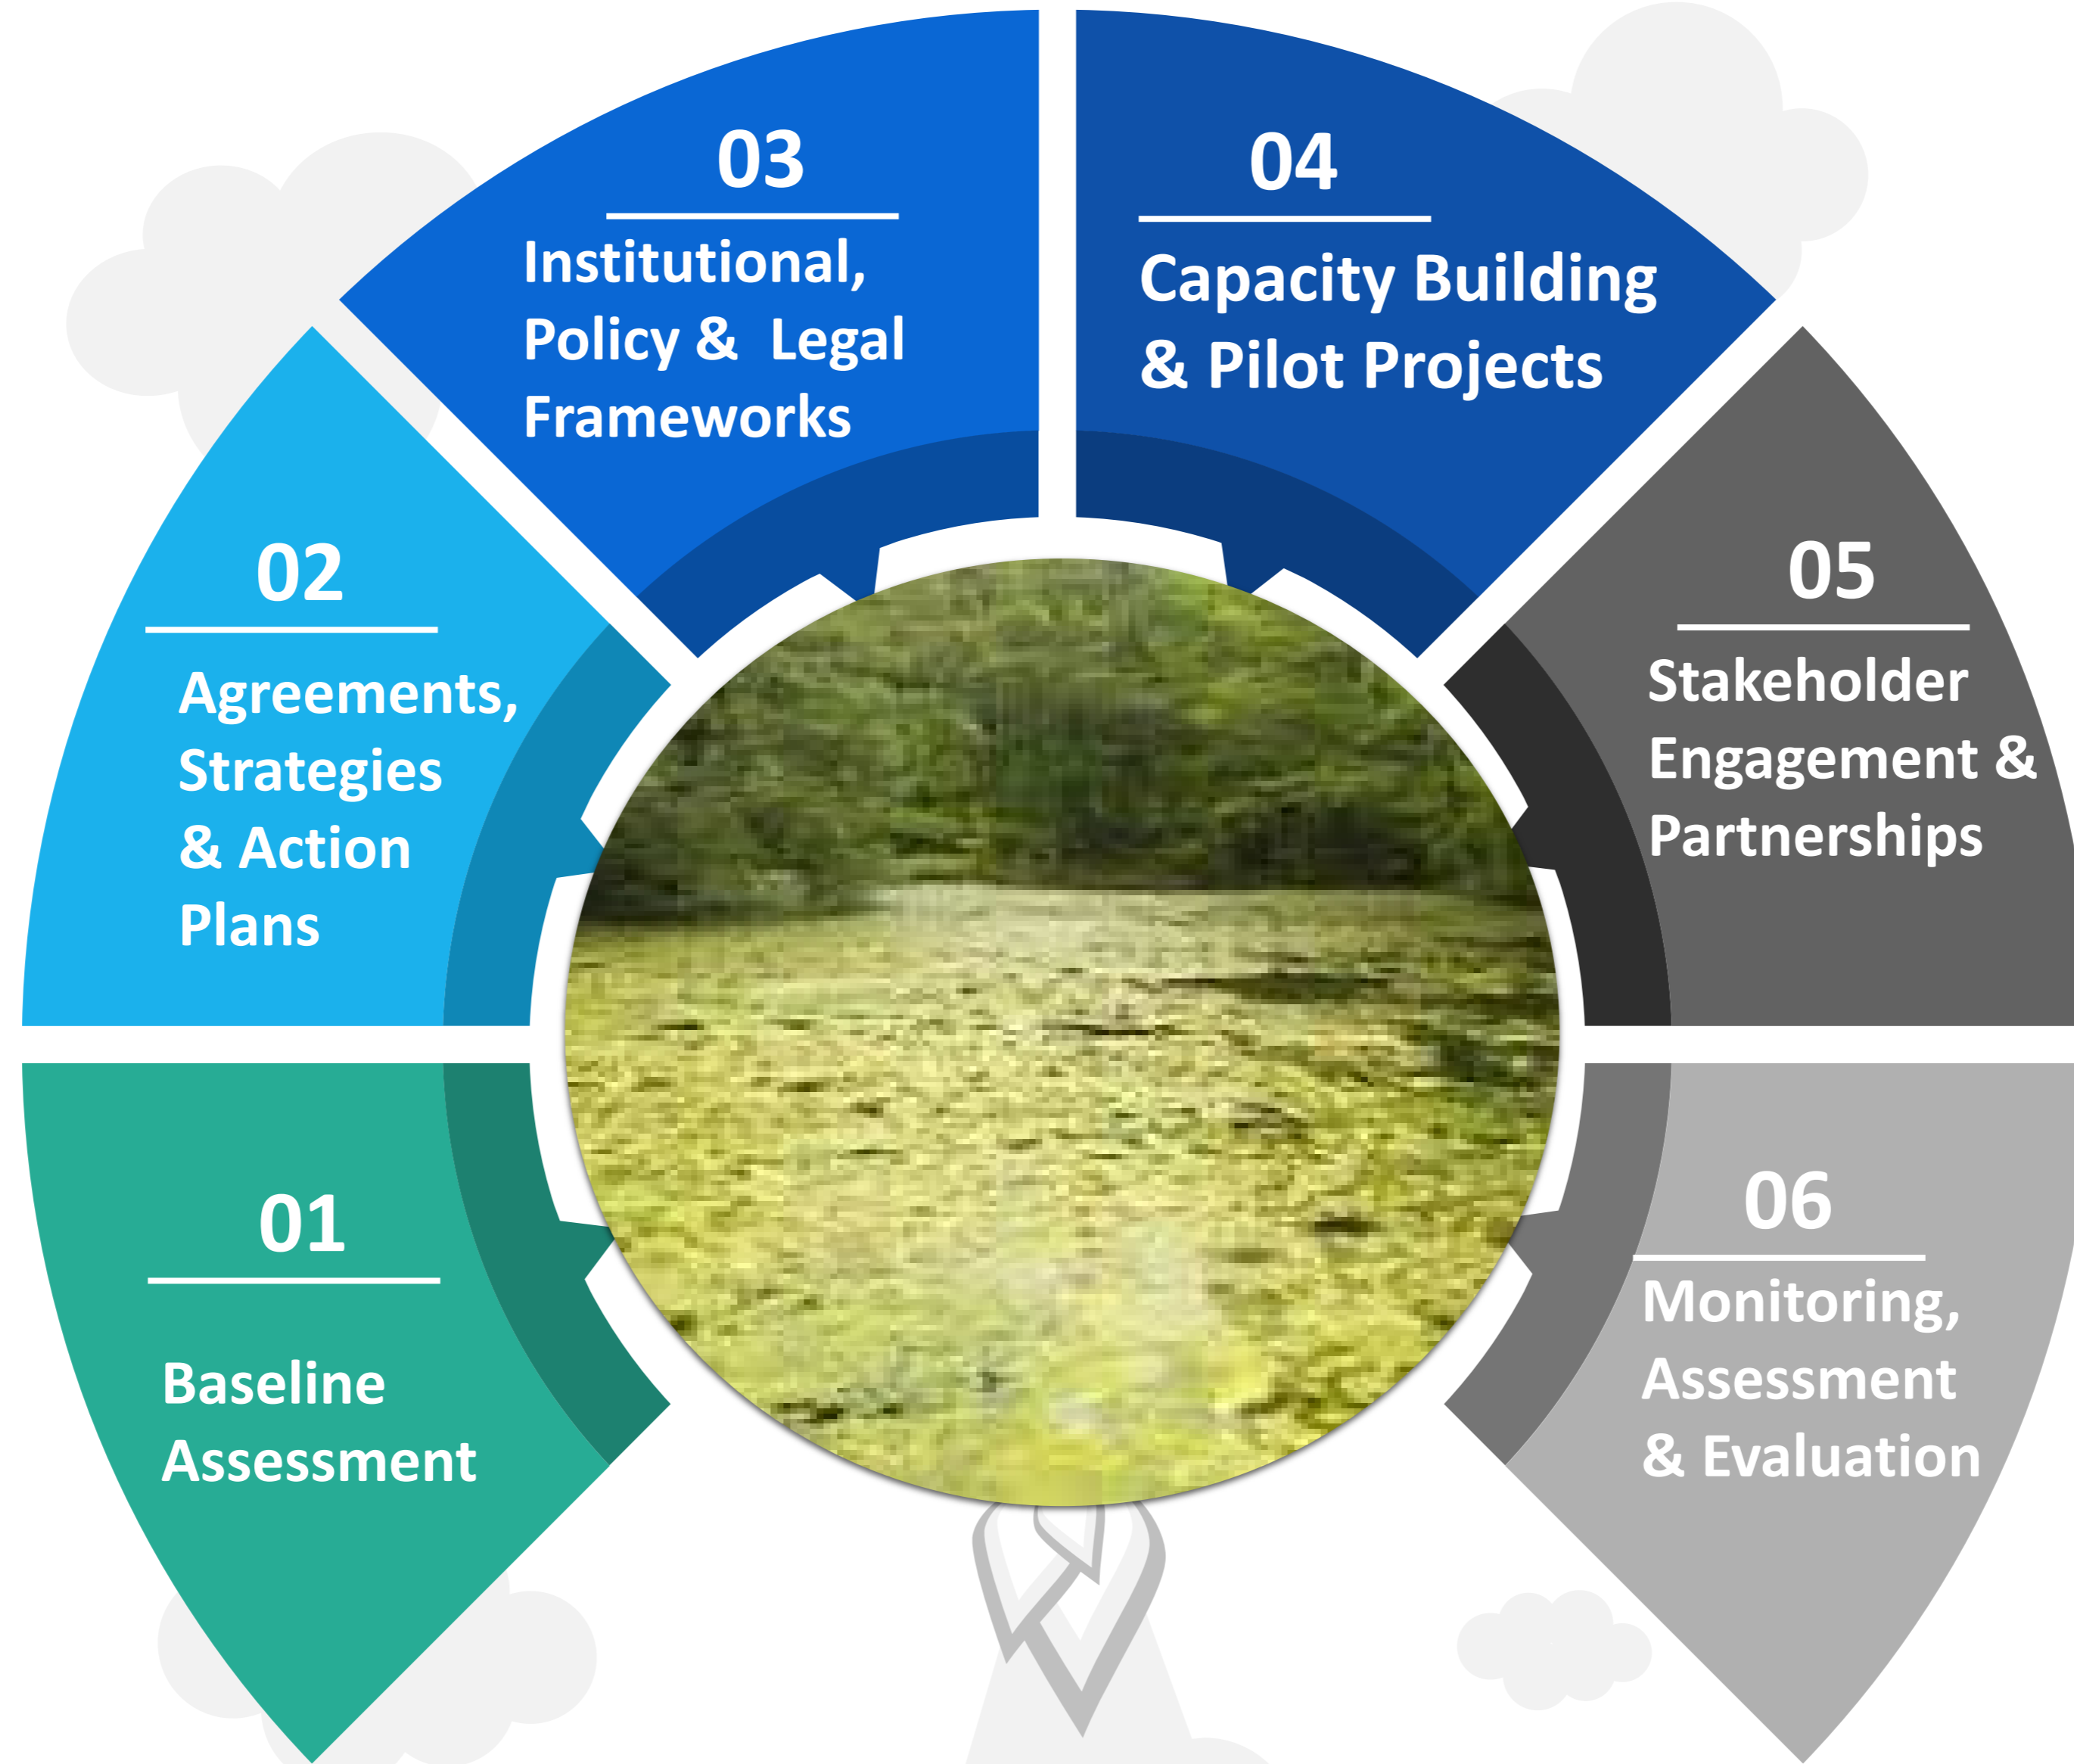 01
Baseline
Assessment
02
Agreements,
Strategies
& Action
Plans
03
Institutional,
Policy &  Legal
Frameworks
04
Capacity Building
& Pilot Projects
05
Stakeholder
Engagement &
Partnerships
06
Monitoring,
Assessment
& Evaluation